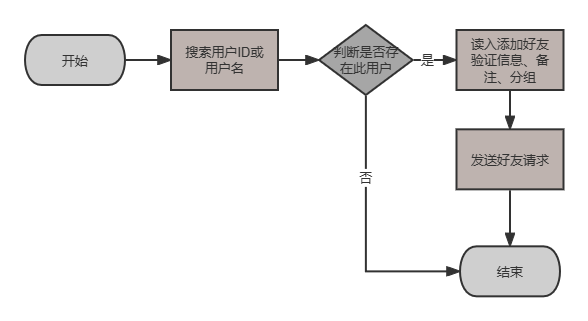 开始
搜索用户ID或
用户名
判断是否存
在此用户
是
读入添加好友
验证信息、备
注、分组
发送好友请求
否
结束